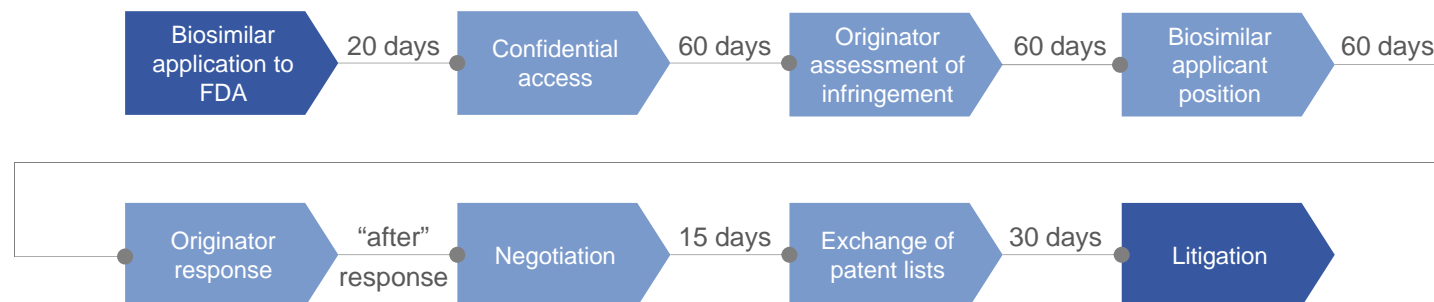 Biosimilar
application to
FDA
20 days
Confidential
access
60 days
Originator
assessment of
infringement
60 days
Biosimilar
applicant
position
60 days
Originator
response
“after”
response
Negotiation
15 days
Exchange of
patent lists
30 days
Litigation